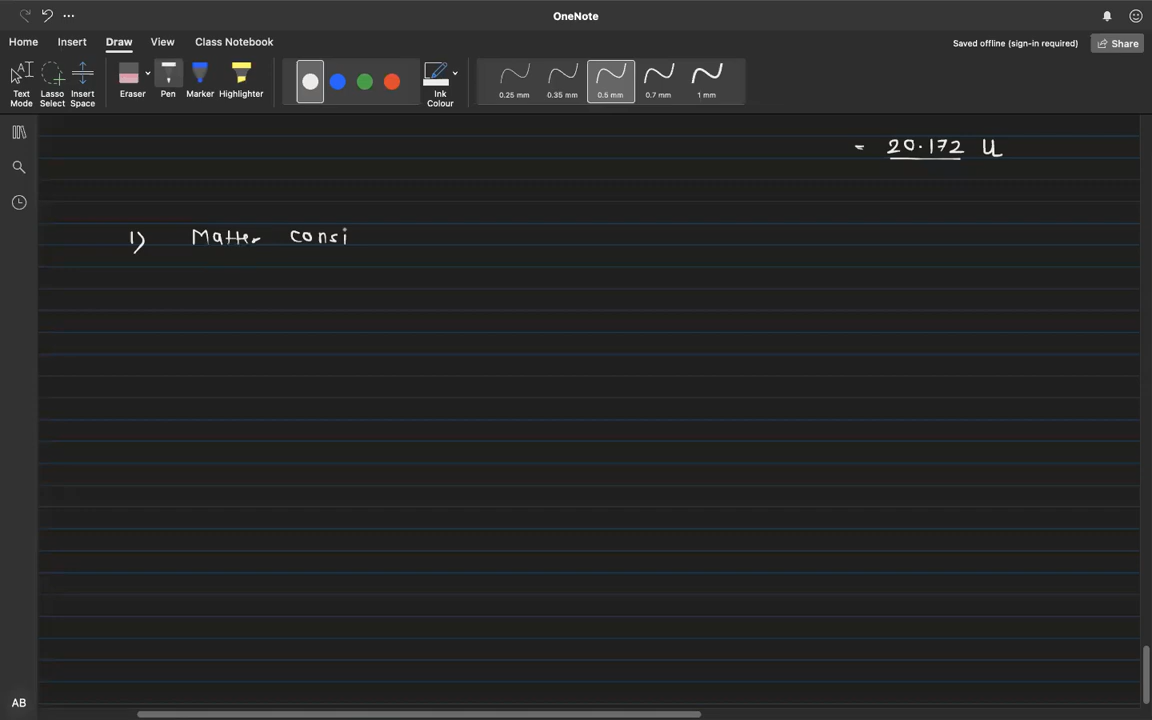 OneNote
Home Insert Draw View Class Notebook
Saved offline (sign-in required) Share
Text Mode
Lasso Select
Insert Space
Eraser
Pen
Marker
Highlighter
Ink Colour
0.25 mm 0.35 mm 0.5 mm 0.7 mm 1 mm
= 20.172 u
1) Matter consi
AB